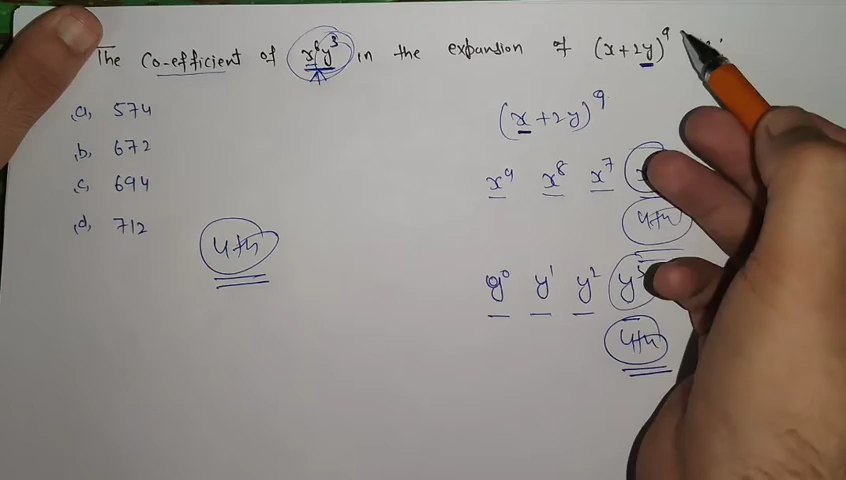 The Co-efficient of x⁶y³ in the expansion of (x+2y)⁹
(a, 574
(b, 672
(c, 694
(d, 712
4th
(x+2y)⁹
x⁹ x⁸ x⁷
4th
y⁰ y¹ y² y³
4th